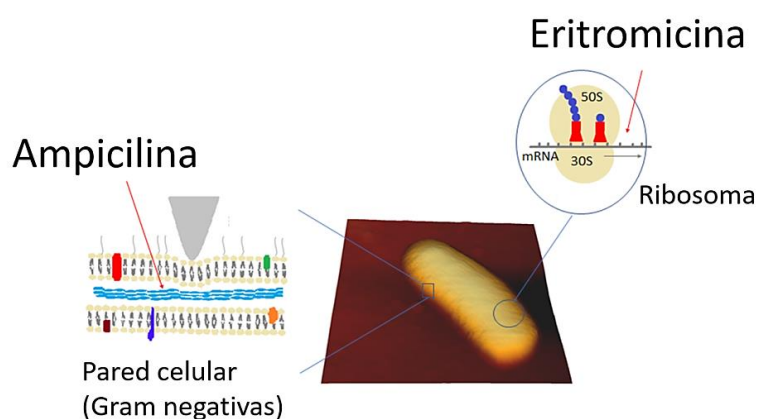 Eritromicina
50S
mRNA
30S
Ribosoma
Ampicilina
Pared celular
(Gram negativas)